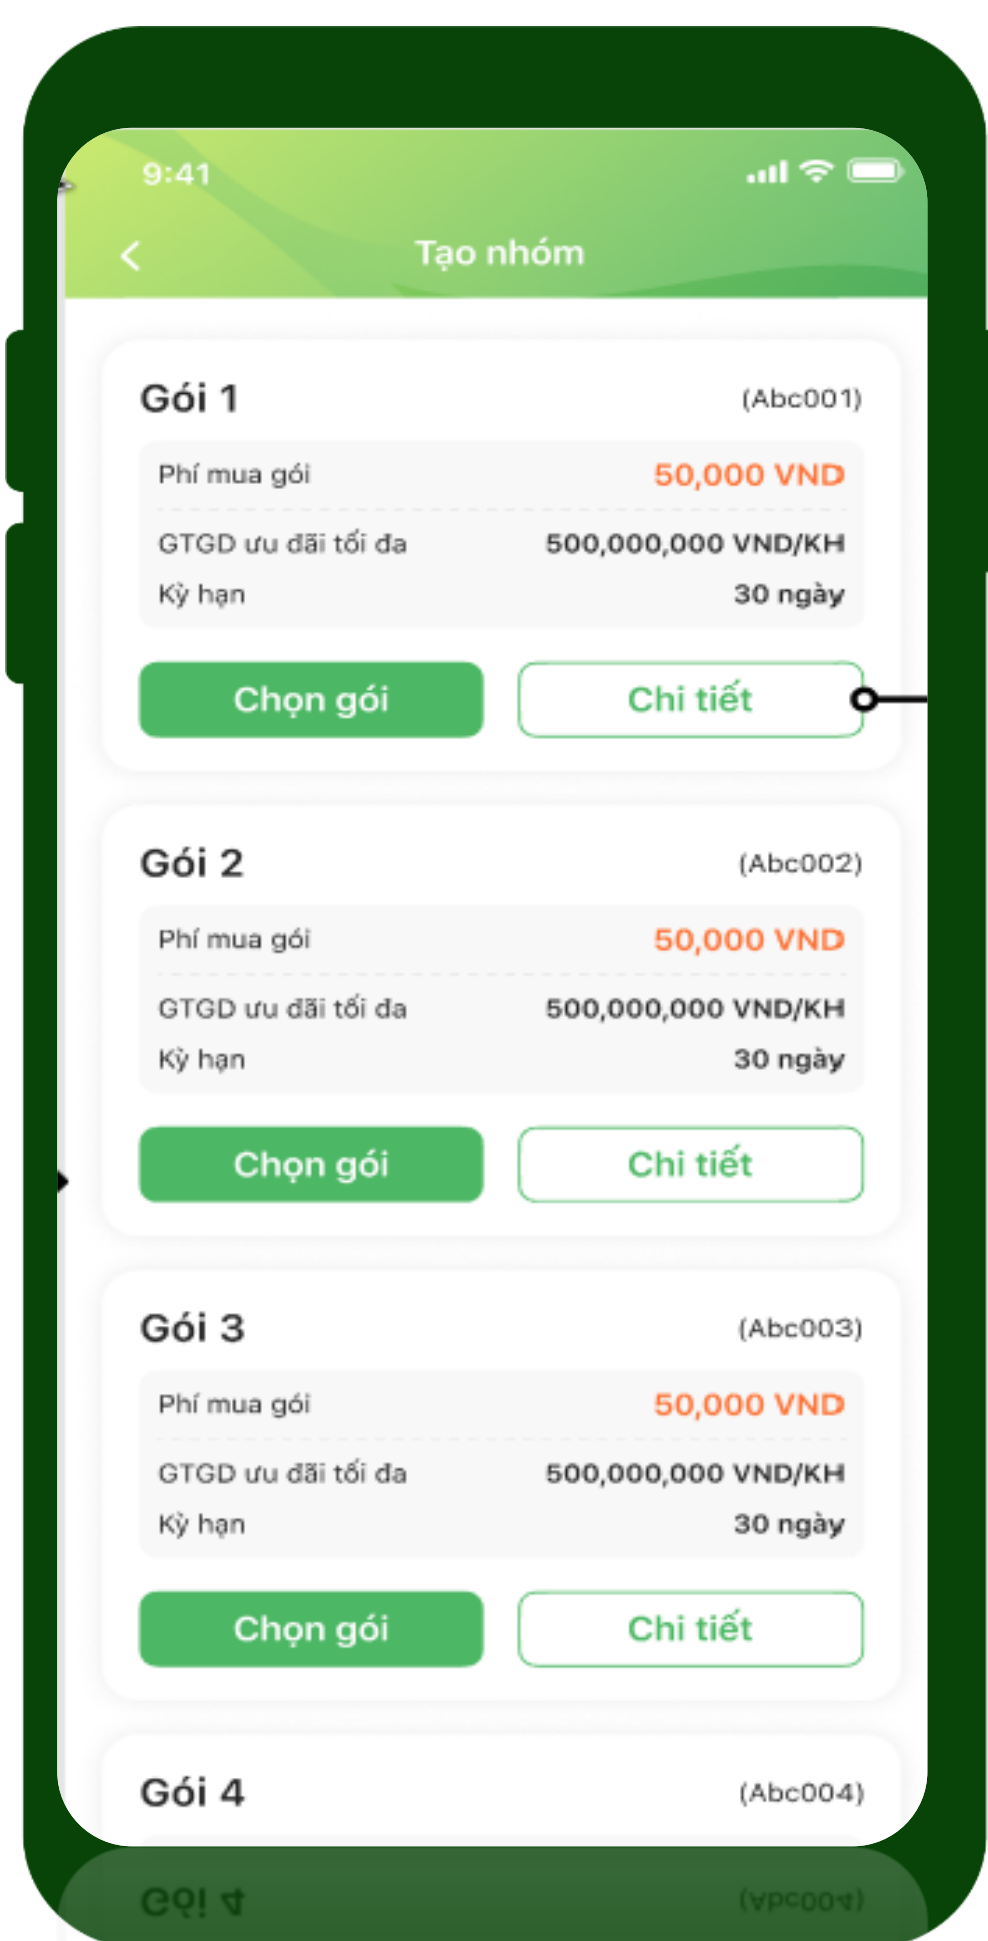 9:41
Tạo nhóm
Gói 1 (Abc001)
Phí mua gói 50,000 VND
GTGD ưu đãi tối đa 500,000,000 VND/KH
Kỳ hạn 30 ngày
Chọn gói Chi tiết
Gói 2 (Abc002)
Phí mua gói 50,000 VND
GTGD ưu đãi tối đa 500,000,000 VND/KH
Kỳ hạn 30 ngày
Chọn gói Chi tiết
Gói 3 (Abc003)
Phí mua gói 50,000 VND
GTGD ưu đãi tối đa 500,000,000 VND/KH
Kỳ hạn 30 ngày
Chọn gói Chi tiết
Gói 4 (Abc004)